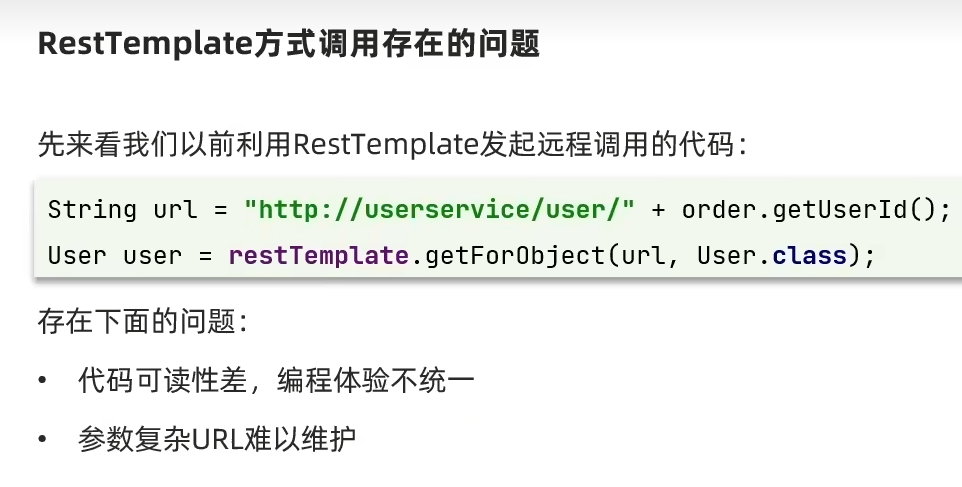 RestTemplate方式调用存在的问题
先来看我们以前利用RestTemplate发起远程调用的代码：
String url = "http://userservice/user/" + order.getUserId();
User user = restTemplate.getForObject(url, User.class);
存在下面的问题：
• 代码可读性差，编程体验不统一
• 参数复杂URL难以维护